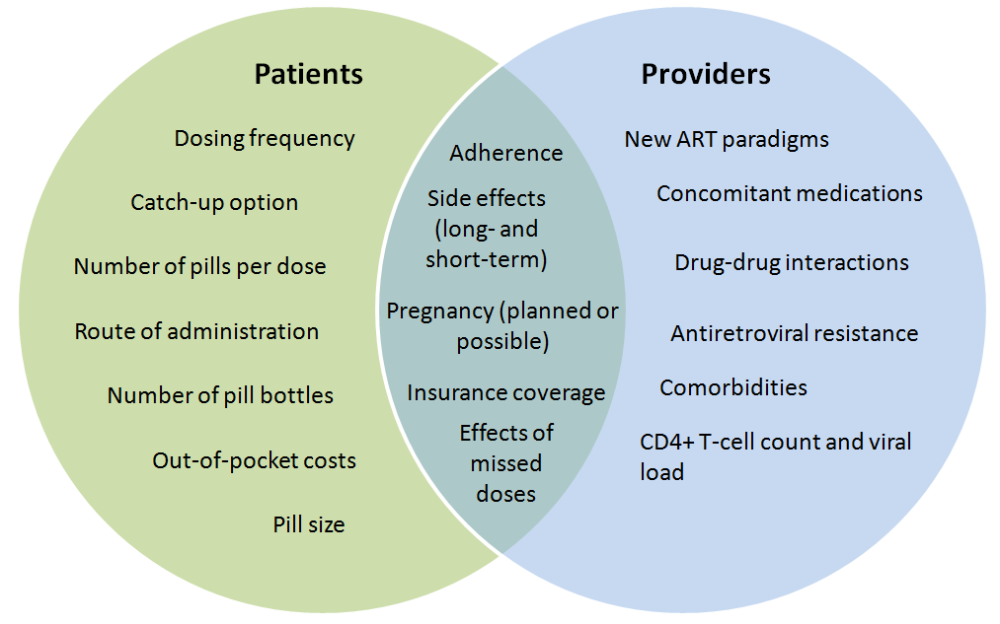 Patients
Dosing frequency
Catch-up option
Number of pills per dose
Route of administration
Number of pill bottles
Out-of-pocket costs
Pill size
Adherence
Side effects
(long- and
short-term)
Pregnancy (planned or
possible)
Insurance coverage
Effects of
missed
doses
Providers
New ART paradigms
Concomitant medications
Drug-drug interactions
Antiretroviral resistance
Comorbidities
CD4+ T-cell count and viral
load